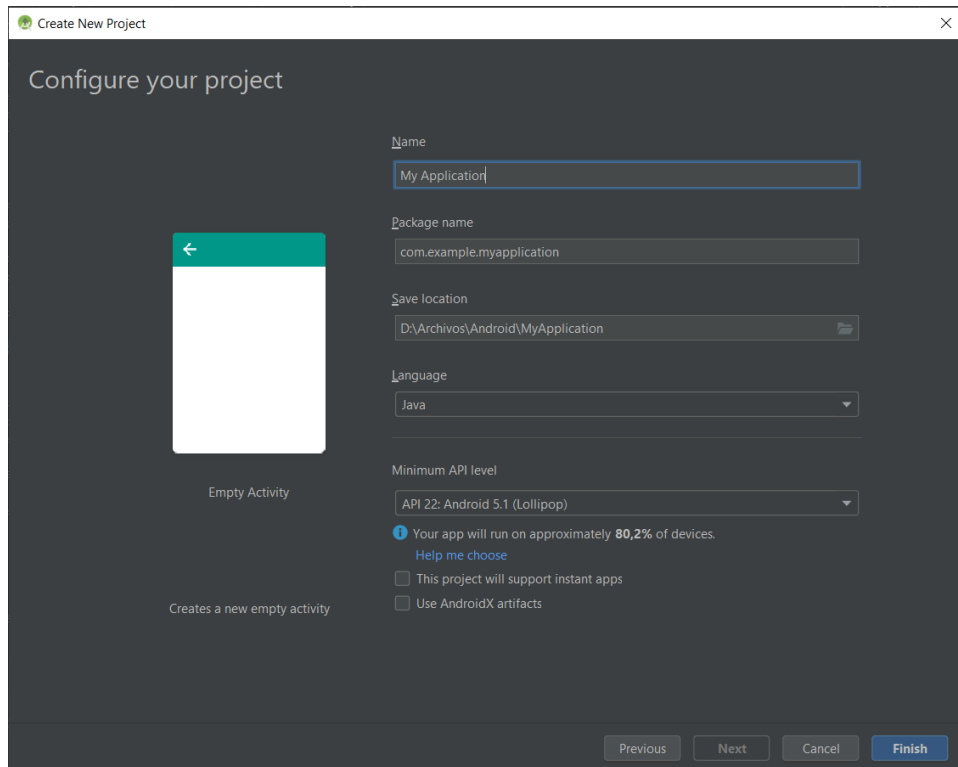 Create New Project
Configure your project
Name
My Application
Package name
com.example.myapplication
Save location
D:\Archivos\Android\MyApplication
Language
Java
Empty Activity
Creates a new empty activity
Minimum API level
API 22: Android 5.1 (Lollipop)
Your app will run on approximately 80,2% of devices.
Help me choose
This project will support instant apps
Use AndroidX artifacts
Previous
Next
Cancel
Finish